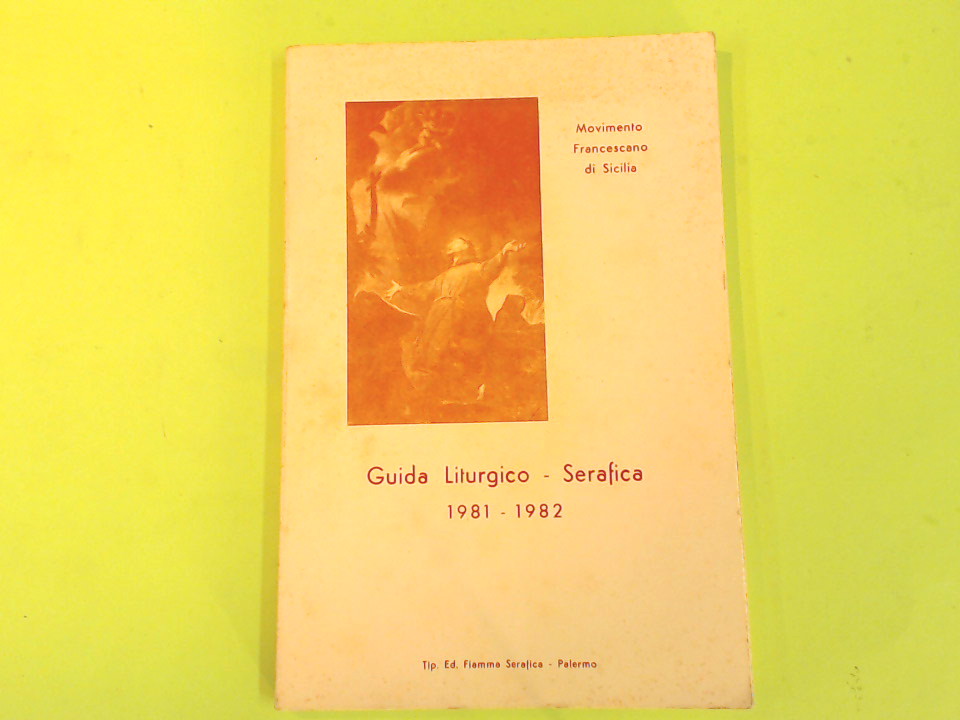 Movimento
Francescano
di Sicilia
Guida Liturgico - Serafica
1981 - 1982
Tip. Ed. Fiamma Serafica - Palermo